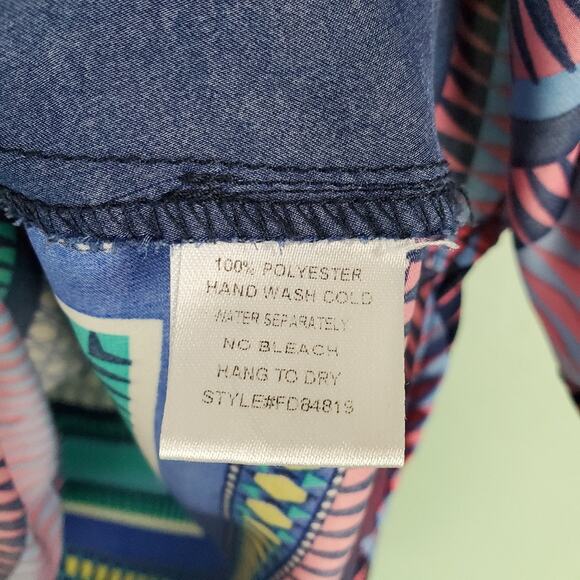 100% POLYESTER
HAND WASH COLD
WATER SEPARATELY
NO BLEACH
HANG TO DRY
STYLE#FD84819